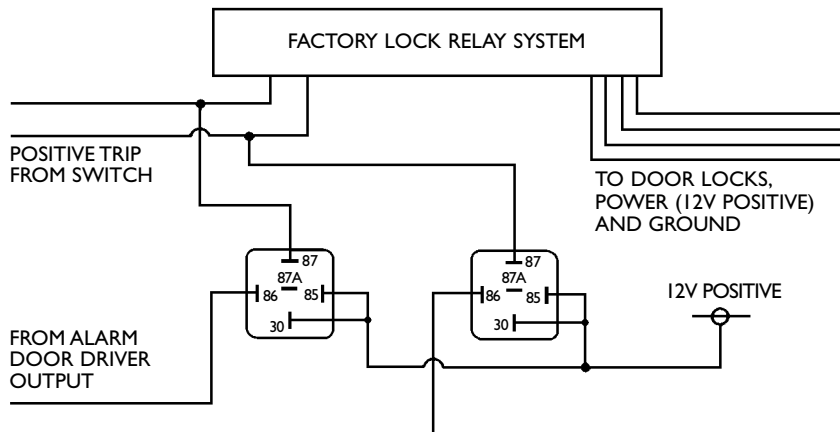 FACTORY LOCK RELAY SYSTEM
POSITIVE TRIP
FROM SWITCH
TO DOOR LOCKS,
POWER (12V POSITIVE)
AND GROUND
87
87A
86
85
30
87
87A
86
85
30
12V POSITIVE
FROM ALARM
DOOR DRIVER
OUTPUT